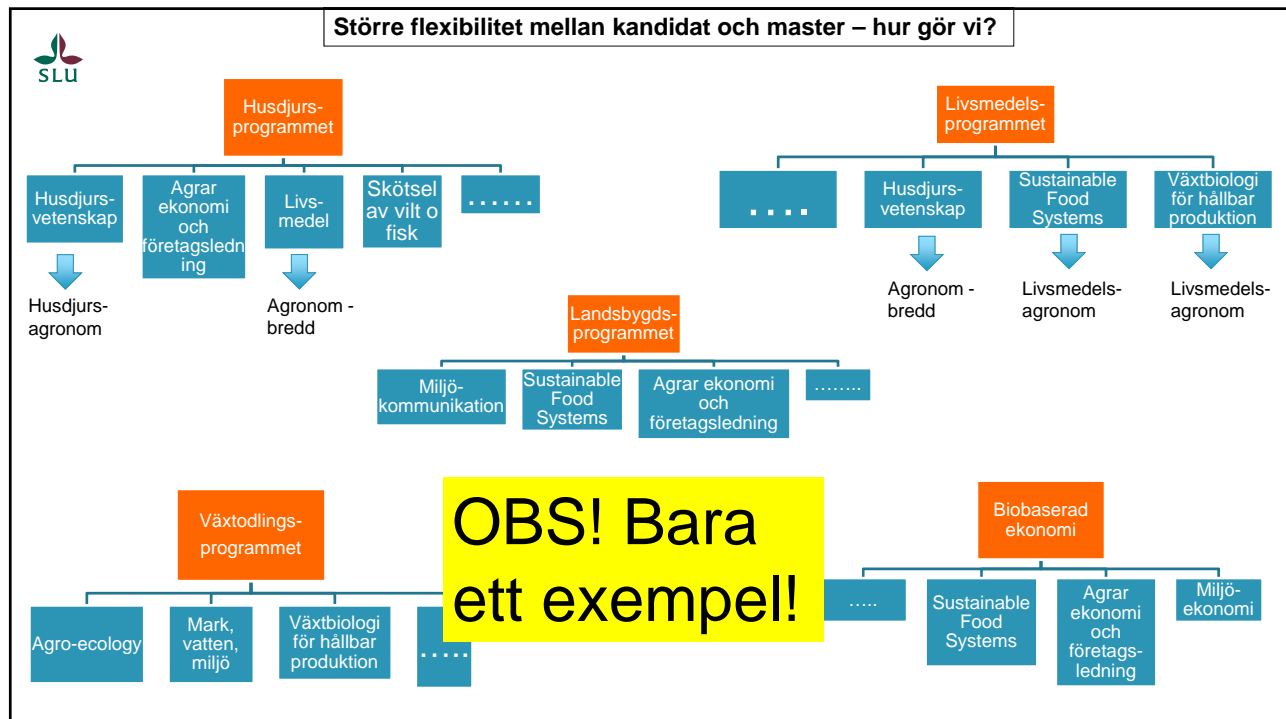 Större flexibilitet mellan kandidat och master – hur gör vi?
SLU
Husdjurs-
programmet
Husdjurs-
vetenskap
Agrar
ekonomi
och
företagsledn
ing
Livs-
medel
Skötsel
av vilt o
fisk
......
Husdjurs-
agronom
Agronom -
bredd
Livsmedels-
programmet
....
Husdjurs-
vetenskap
Sustainable
Food
Systems
Växtbiologi
för hållbar
produktion
Agronom -
bredd
Livsmedels-
agronom
Livsmedels-
agronom
Landsbygds-
programmet
Miljö-
kommunikation
Sustainable
Food
Systems
Agrar ekonomi
och
företagsledning
........
Växtodlings-
programmet
Agro-ecology
Mark,
vatten,
miljö
Växtbiologi
för hållbar
produktion
.....
OBS! Bara
ett exempel!
Biobaserad
ekonomi
.....
Sustainable
Food
Systems
Agrar
ekonomi
och
företags-
ledning
Miljö-
ekonomi